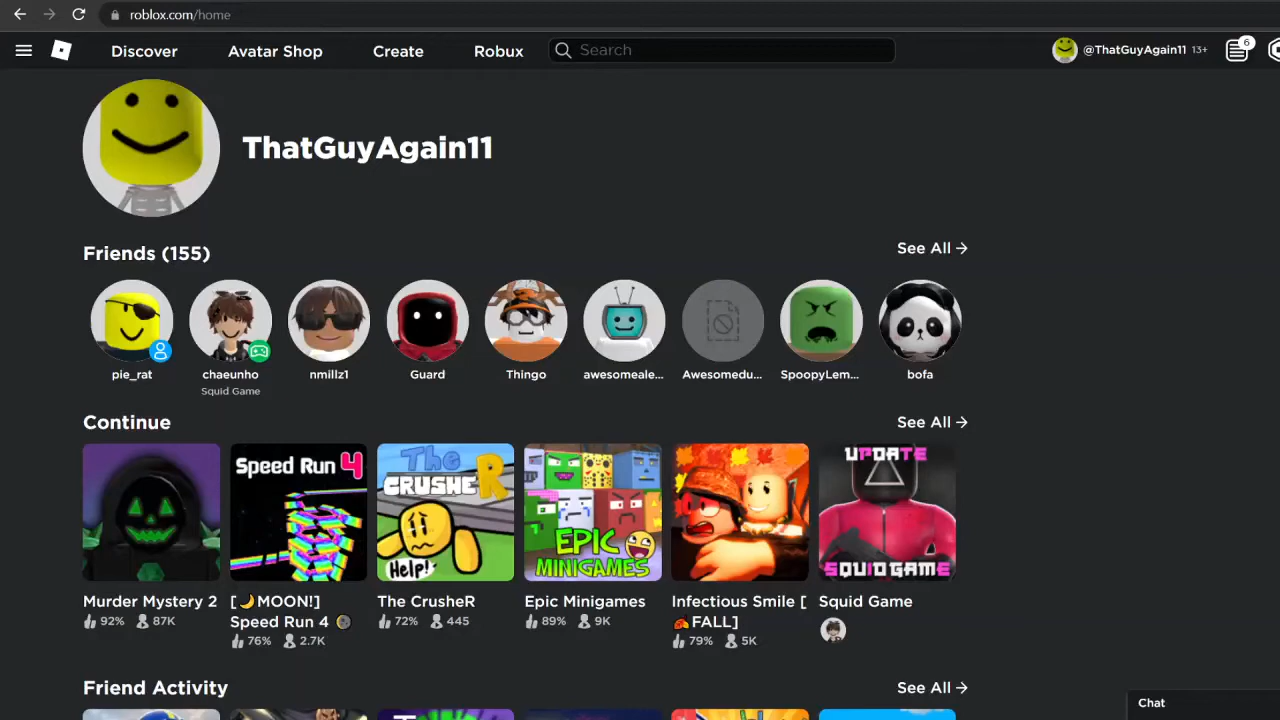 roblox.com/home
Discover Avatar Shop Create Robux Search @ThatGuyAgain11 13+ 6
ThatGuyAgain11
Friends (155) See All →
pie_rat chaeunho nmillz1 Guard Thingo awesomeale... Awesomedu... SpoopyLem... bofa
Squid Game
Continue See All →
Speed Run 4
The CRUSHER
Help!
EPIC MINIGAMES
UPDATE
SQUID GAME
Murder Mystery 2
92% 87K
[🌙MOON!]
Speed Run 4 🌘
76% 2.7K
The CrusheR
72% 445
Epic Minigames
89% 9K
Infectious Smile [
🍂FALL]
79% 5K
Squid Game
Friend Activity See All →
Chat